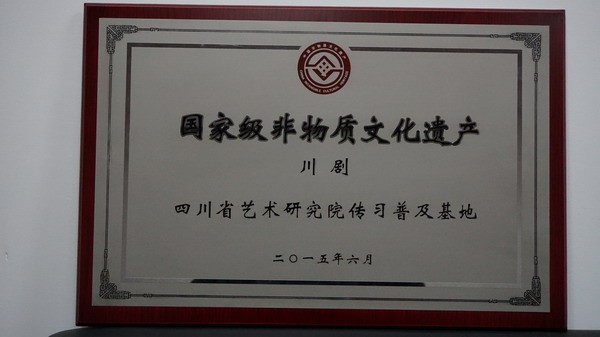 国家级非物质文化遗产
川剧
四川省艺术研究院传习普及基地
二〇一五年六月